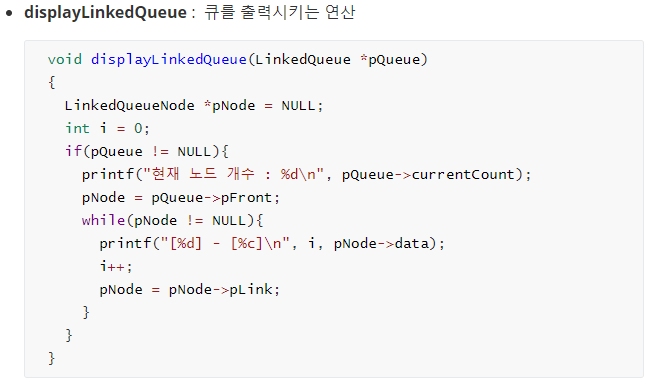 displayLinkedQueue : 큐를 출력시키는 연산
void displayLinkedQueue(LinkedQueue *pQueue)
{
  LinkedQueueNode *pNode = NULL;
  int i = 0;
  if(pQueue != NULL){
    printf("현재 노드 개수 : %d\n", pQueue->currentCount);
    pNode = pQueue->pFront;
    while(pNode != NULL){
      printf("[%d] - [%c]\n", i, pNode->data);
      i++;
      pNode = pNode->pLink;
    }
  }
}